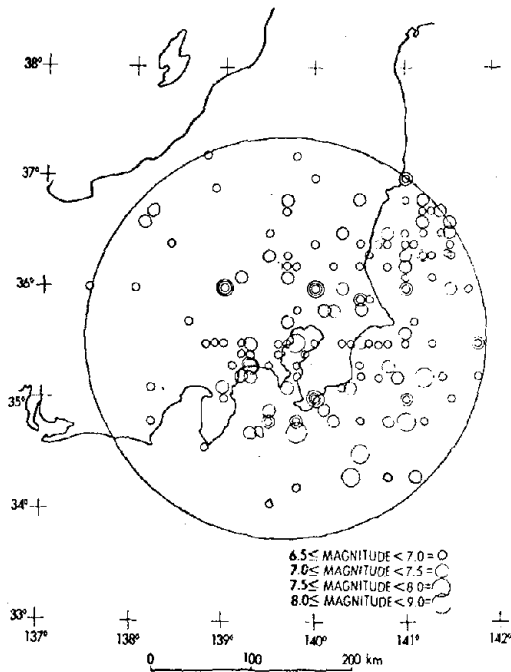 38°
37°
36°
35°
34°
6.5≤ MAGNITUDE < 7.0 =
7.0≤ MAGNITUDE < 7.5 =
7.5≤ MAGNITUDE < 8.0 =
8.0≤ MAGNITUDE < 9.0 =
33°
137° 138° 139° 140° 141° 142°
0 100 200 km